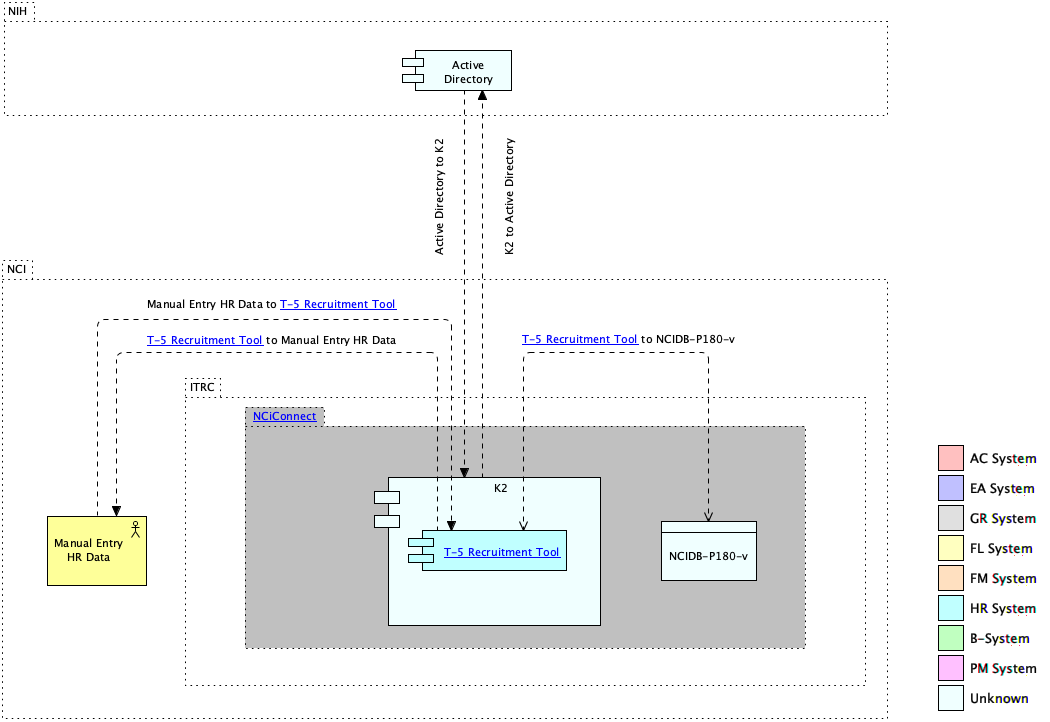 NIH
Active
Directory
Active Directory to K2
K2 to Active Directory
NCI
Manual Entry HR Data to T-5 Recruitment Tool
T-5 Recruitment Tool to Manual Entry HR Data
T-5 Recruitment Tool to NCIDB-P180-v
ITRC
NCiConnect
K2
T-5 Recruitment Tool
Manual Entry
HR Data
NCIDB-P180-v
AC System
EA System
GR System
FL System
FM System
HR System
B-System
PM System
Unknown